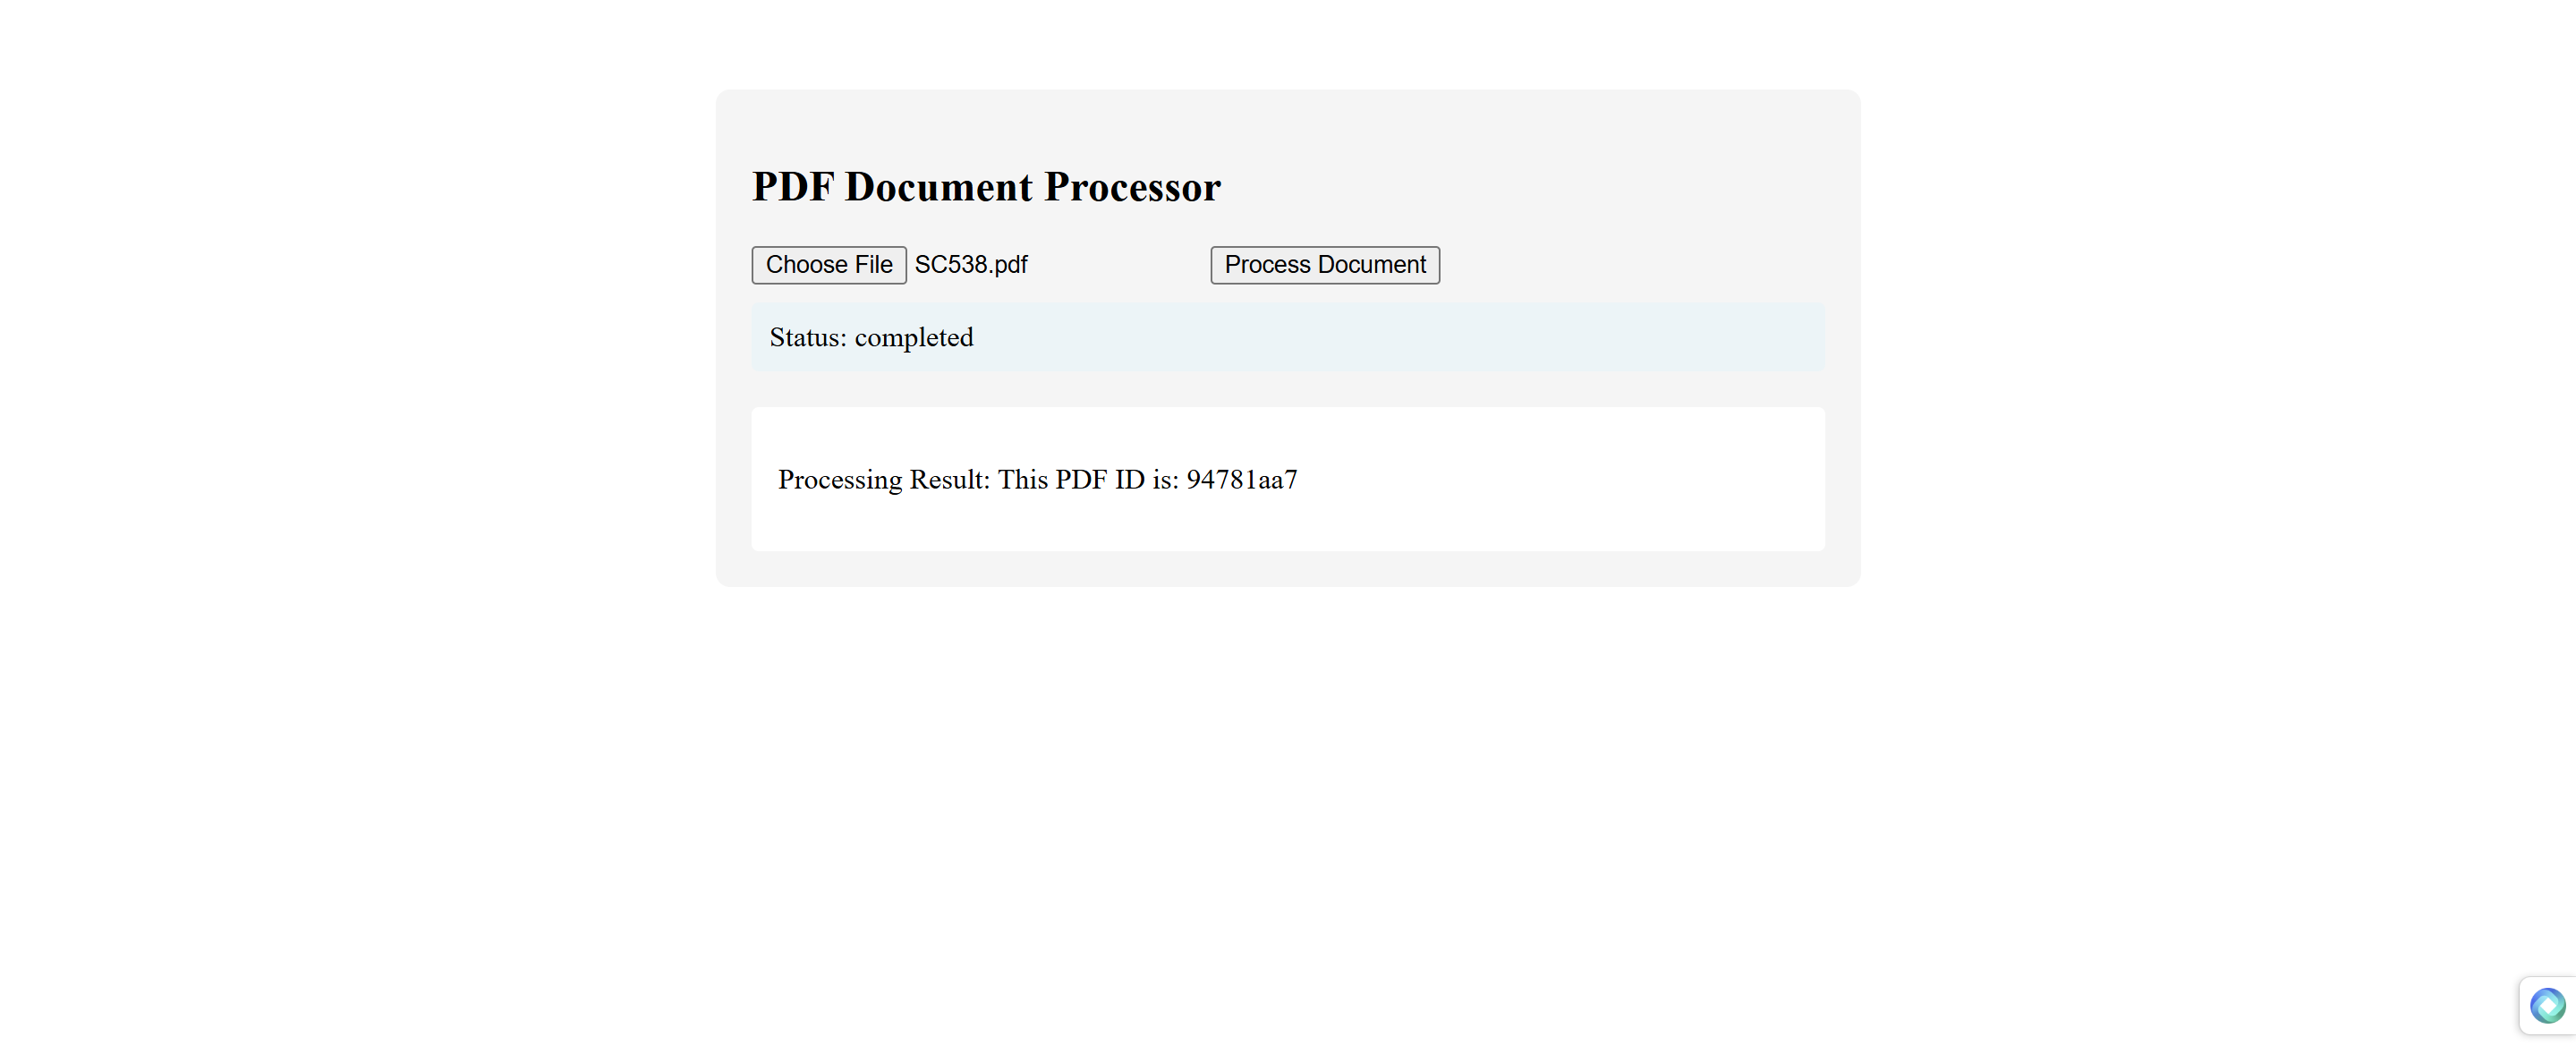 PDF Document Processor
Choose File SC538.pdf Process Document
Status: completed
Processing Result: This PDF ID is: 94781aa7